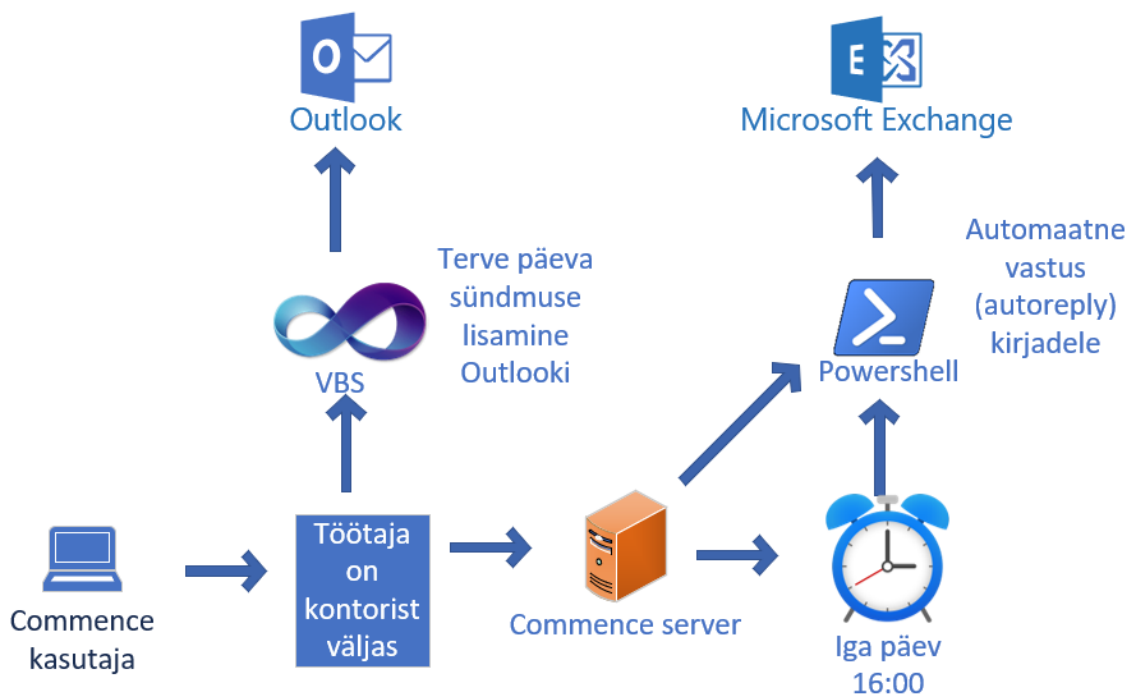 O
Outlook
E
Microsoft Exchange
Terve päeva
sündmuse
lisamine
Outlooki
VBS
Automaatne
vastus
(autoreply)
kirjadele
Powershell
Commence
kasutaja
Töötaja
on
kontorist
väljas
Commence server
Iga päev
16:00